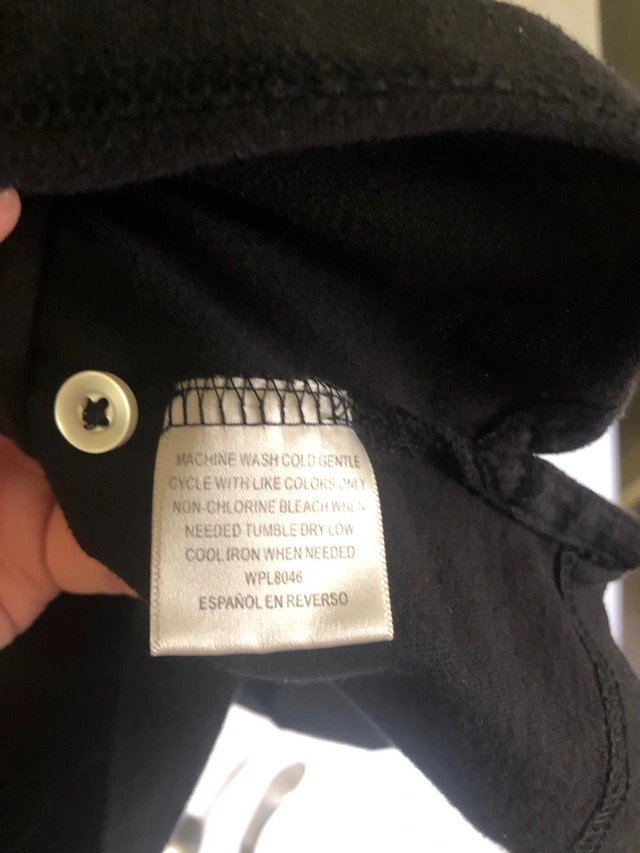 MACHINE WASH COLD GENTLE
CYCLE WITH LIKE COLORS ONLY
NON-CHLORINE BLEACH WHEN
NEEDED TUMBLE DRY LOW
COOL IRON WHEN NEEDED
WPL8046
ESPAÑOL EN REVERSO